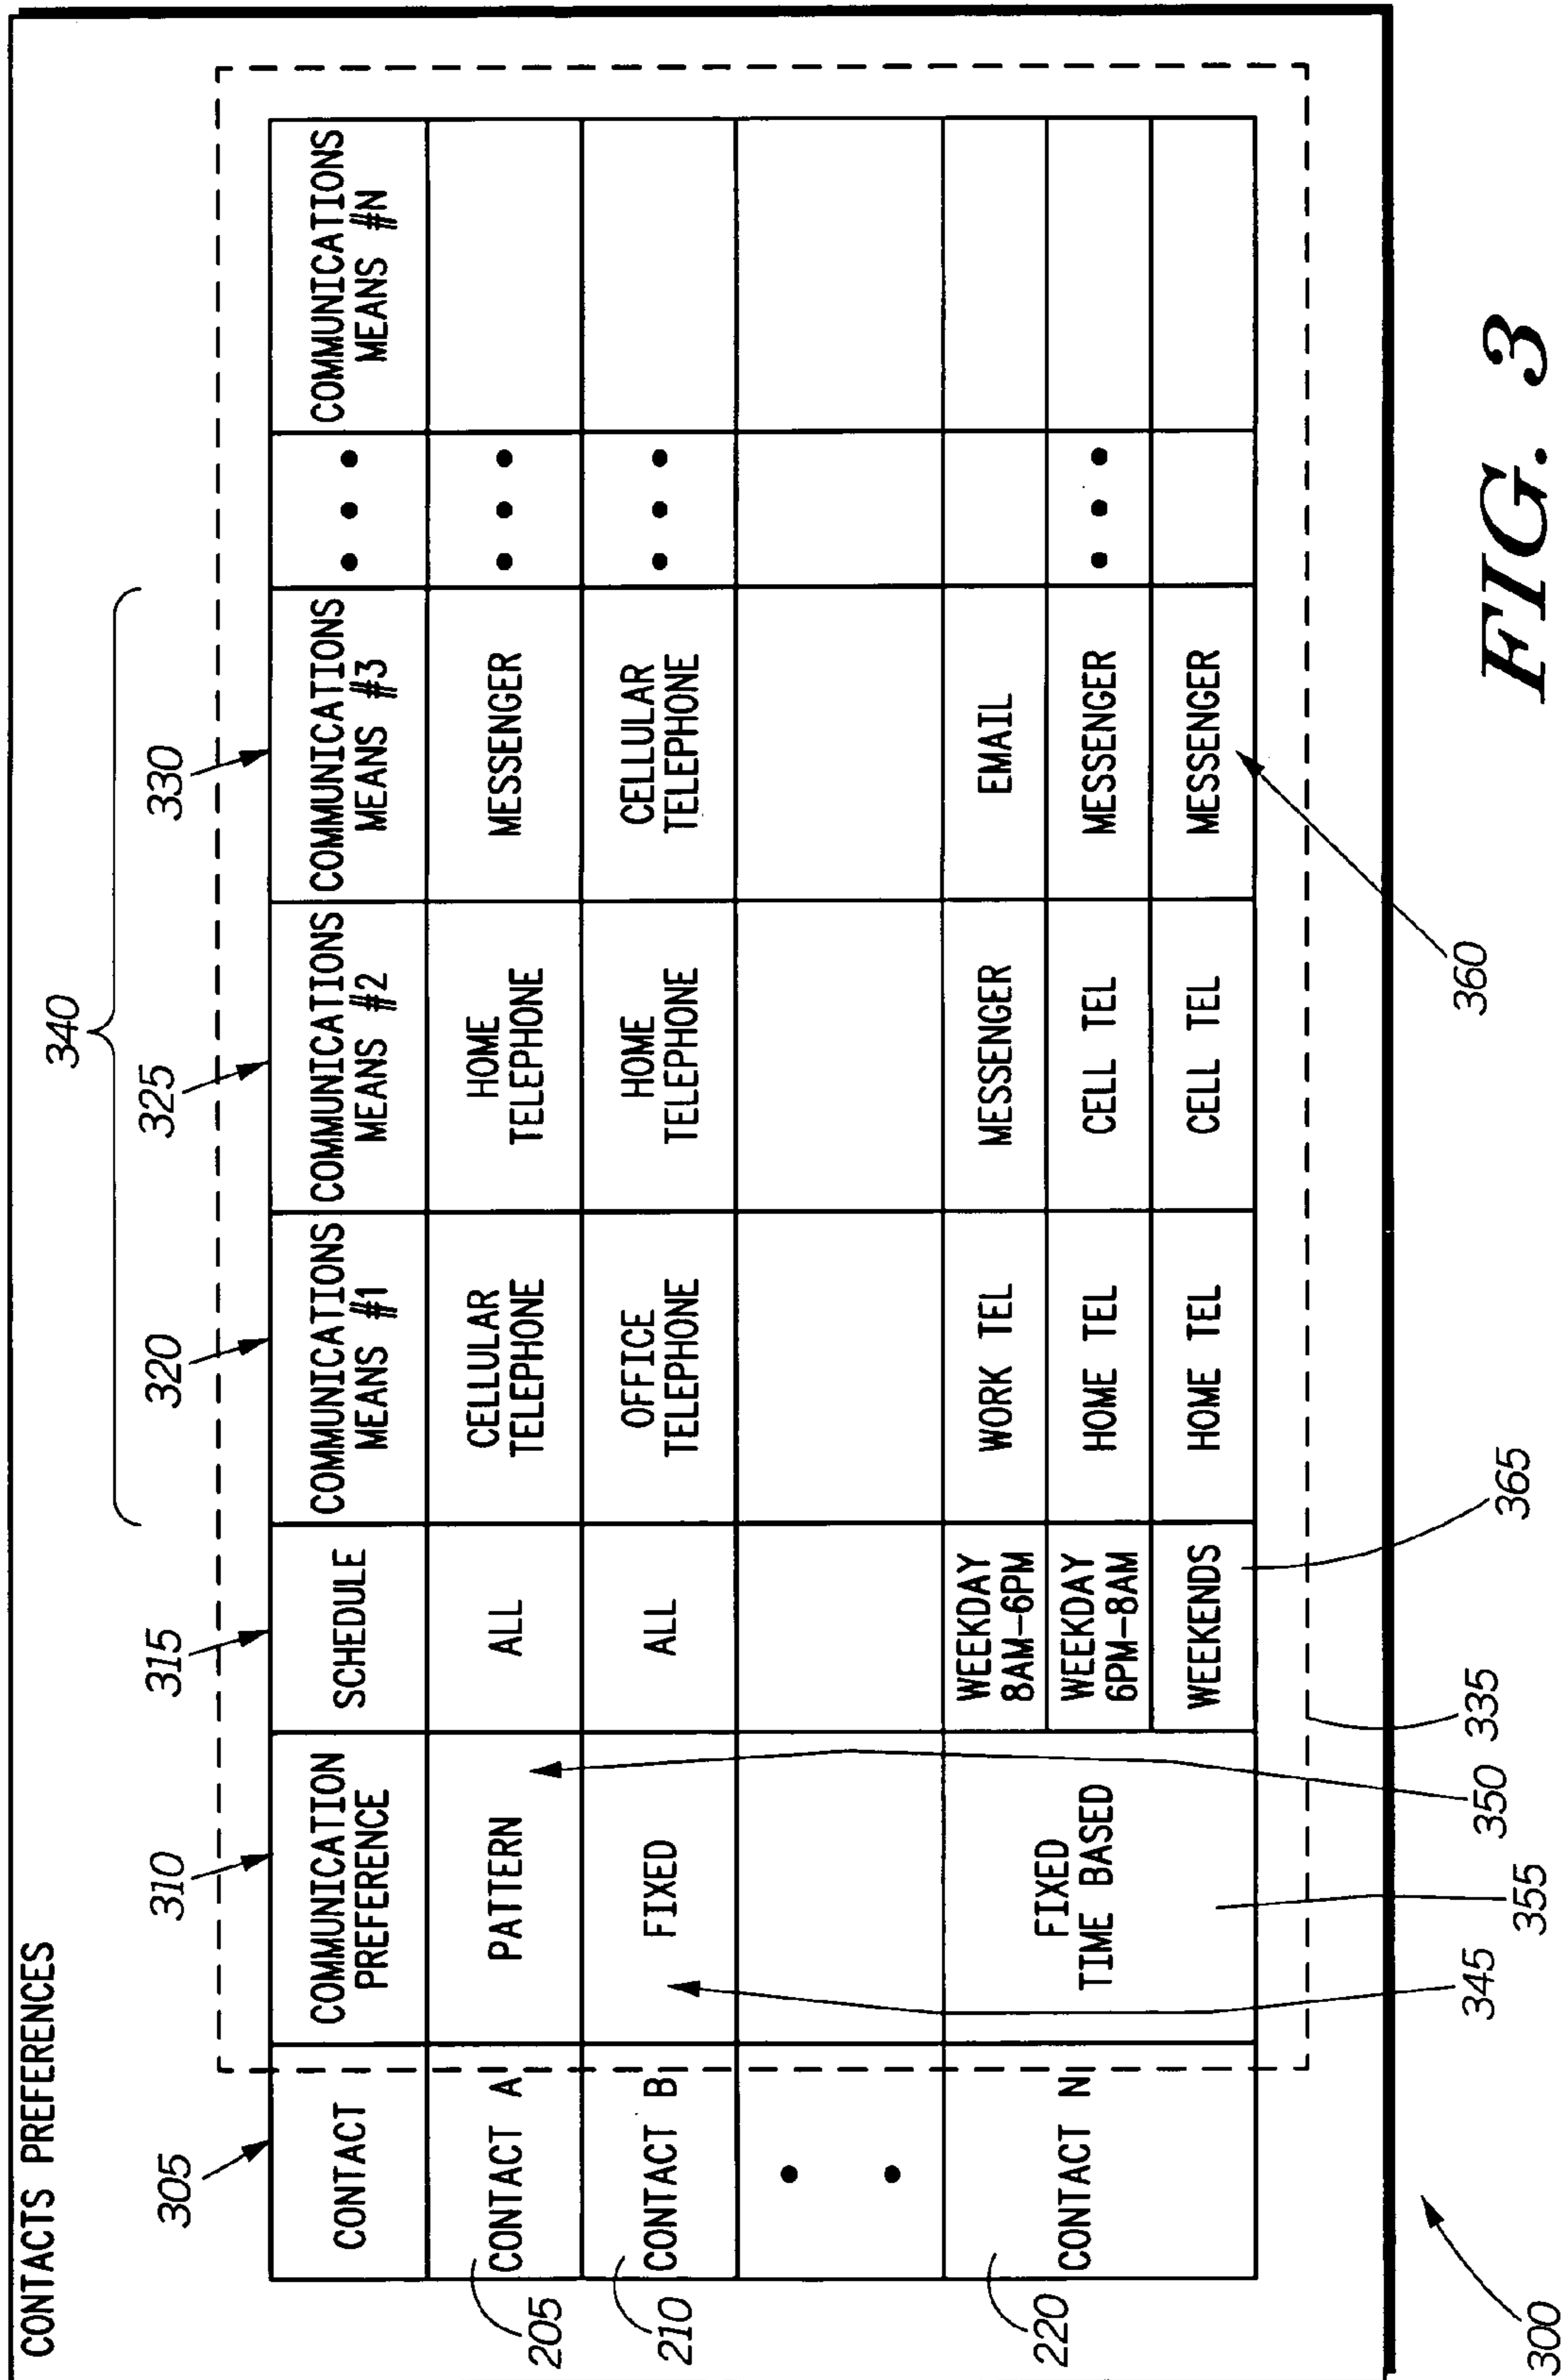 CONTACTS PREFERENCES
340
305
310
315
320
325
330
CONTACT
COMMUNICATION
PREFERENCE
SCHEDULE
COMMUNICATIONS
MEANS #1
COMMUNICATIONS
MEANS #2
COMMUNICATIONS
MEANS #3
COMMUNICATIONS
MEANS #N
205
CONTACT A
PATTERN
ALL
CELLULAR
TELEPHONE
HOME
TELEPHONE
MESSENGER
210
CONTACT B
FIXED
ALL
OFFICE
TELEPHONE
HOME
TELEPHONE
CELLULAR
TELEPHONE
220
CONTACT N
FIXED
TIME BASED
WEEKDAY
8AM-6PM
WORK TEL
MESSENGER
EMAIL
WEEKDAY
6PM-8AM
HOME TEL
CELL TEL
MESSENGER
WEEKENDS
HOME TEL
CELL TEL
MESSENGER
345
355
350
335
365
360
300
FIG. 3